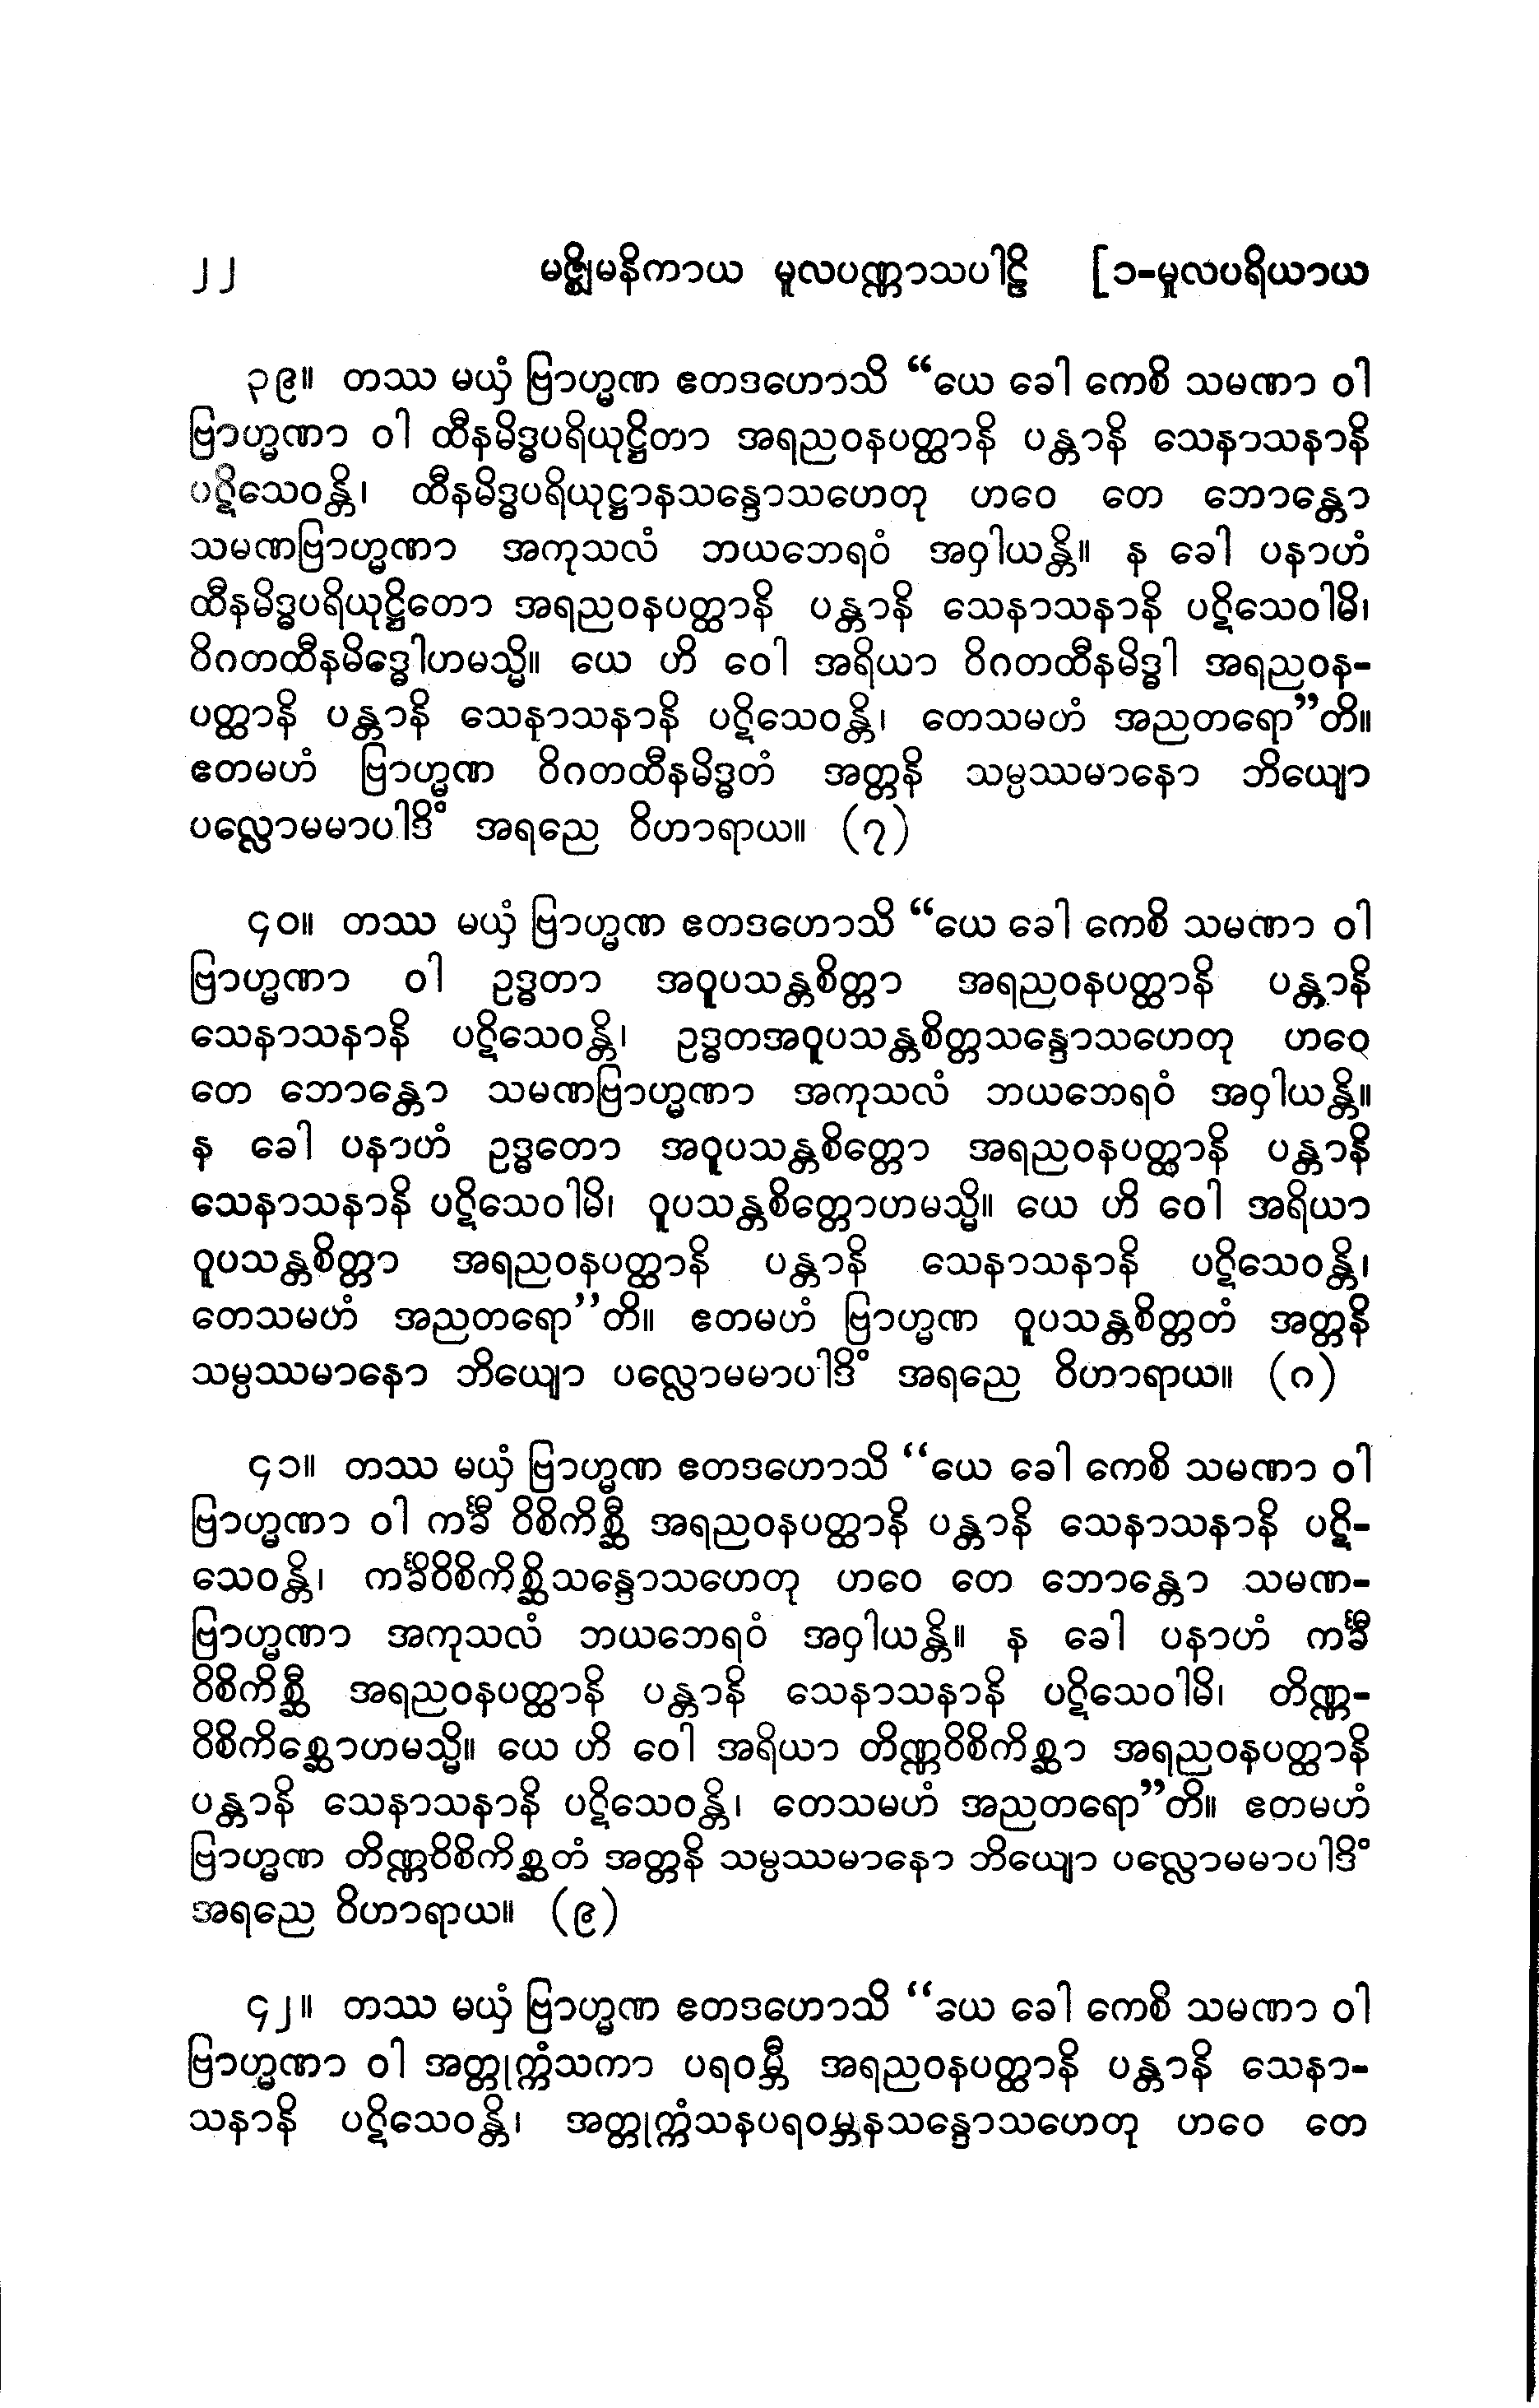 ၂၂ မဇ္ဈိမနိကာယ မူလပဏ္ဏာသပါဠိ [၁-မူလပရိယာယ
၃၉။ တဿ မယှံ ဗြာဟ္မဏ ဧတဒဟောသိ “ယေ ခေါ ကေစိ သမဏာ ဝါ
ဗြာဟ္မဏာ ဝါ ထီနမိဒ္ဓပရိယုဋ္ဌိတာ အရညဝနပတ္ထာနိ ပန္တာနိ သေနာသနာနိ
ပဋိသေဝန္တိ၊ ထီနမိဒ္ဓပရိယုဋ္ဌာနသန္ဒောသဟေတု ဟဝေ တေ ဘောန္တော
သမဏဗြာဟ္မဏာ အကုသလံ ဘယဘေရဝံ အဝှါယန္တိ။ န ခေါ ပနာဟံ
ထီနမိဒ္ဓပရိယုဋ္ဌိတော အရညဝနပတ္ထာနိ ပန္တာနိ သေနာသနာနိ ပဋိသေဝါမိ၊
ဝိဂတထီနမိဒ္ဓေါဟမသ္မိ။ ယေ ဟိ ဝေါ အရိယာ ဝိဂတထီနမိဒ္ဓါ အရညဝန-
ပတ္ထာနိ ပန္တာနိ သေနာသနာနိ ပဋိသေဝန္တိ၊ တေသမဟံ အညတရော”တိ။
ဧတမဟံ ဗြာဟ္မဏ ဝိဂတထီနမိဒ္ဓတံ အတ္တနိ သမ္ပဿမာနော ဘိယျော
ပလ္လောမမာပါဒိံ အရညေ ဝိဟာရာယ။ (၇)
၄၀။ တဿ မယှံ ဗြာဟ္မဏ ဧတဒဟောသိ “ယေ ခေါ ကေစိ သမဏာ ဝါ
ဗြာဟ္မဏာ ဝါ ဥဒ္ဓတာ အဝူပသန္တစိတ္တာ အရညဝနပတ္ထာနိ ပန္တာနိ
သေနာသနာနိ ပဋိသေဝန္တိ၊ ဥဒ္ဓတအဝူပသန္တစိတ္တသန္ဒောသဟေတု ဟဝေ
တေ ဘောန္တော သမဏဗြာဟ္မဏာ အကုသလံ ဘယဘေရဝံ အဝှါယန္တိ။
န ခေါ ပနာဟံ ဥဒ္ဓတော အဝူပသန္တစိတ္တော အရညဝနပတ္ထာနိ ပန္တာနိ
သေနာသနာနိ ပဋိသေဝါမိ၊ ဝူပသန္တစိတ္တောဟမသ္မိ။ ယေ ဟိ ဝေါ အရိယာ
ဝူပသန္တစိတ္တာ အရညဝနပတ္ထာနိ ပန္တာနိ သေနာသနာနိ ပဋိသေဝန္တိ၊
တေသမဟံ အညတရော”တိ။ ဧတမဟံ ဗြာဟ္မဏ ဝူပသန္တစိတ္တတံ အတ္တနိ
သမ္ပဿမာနော ဘိယျော ပလ္လောမမာပါဒိံ အရညေ ဝိဟာရာယ။ (၈)
၄၁။ တဿ မယှံ ဗြာဟ္မဏ ဧတဒဟောသိ “ယေ ခေါ ကေစိ သမဏာ ဝါ
ဗြာဟ္မဏာ ဝါ ကင်္ခီ ဝိစိကိစ္ဆီ အရညဝနပတ္ထာနိ ပန္တာနိ သေနာသနာနိ ပဋိ-
သေဝန္တိ၊ ကင်္ခိဝိစိကိစ္ဆိသန္ဒောသဟေတု ဟဝေ တေ ဘောန္တော သမဏ-
ဗြာဟ္မဏာ အကုသလံ ဘယဘေရဝံ အဝှါယန္တိ။ န ခေါ ပနာဟံ ကင်္ခီ
ဝိစိကိစ္ဆီ အရညဝနပတ္ထာနိ ပန္တာနိ သေနာသနာနိ ပဋိသေဝါမိ၊ တိဏ္ဏ-
ဝိစိကိစ္ဆောဟမသ္မိ။ ယေ ဟိ ဝေါ အရိယာ တိဏ္ဏဝိစိကိစ္ဆာ အရညဝနပတ္ထာနိ
ပန္တာနိ သေနာသနာနိ ပဋိသေဝန္တိ၊ တေသမဟံ အညတရော”တိ။ ဧတမဟံ
ဗြာဟ္မဏ တိဏ္ဏဝိစိကိစ္ဆတံ အတ္တနိ သမ္ပဿမာနော ဘိယျော ပလ္လောမမာပါဒိံ
အရညေ ဝိဟာရာယ။ (၉)
၄၂။ တဿ မယှံ ဗြာဟ္မဏ ဧတဒဟောသိ “ယေ ခေါ ကေစိ သမဏာ ဝါ
ဗြာဟ္မဏာ ဝါ အတ္တုက္ကံသကာ ပရဝမ္ဘီ အရညဝနပတ္ထာနိ ပန္တာနိ သေနာ-
သနာနိ ပဋိသေဝန္တိ၊ အတ္တုက္ကံသနပရဝမ္ဘနသန္ဒောသဟေတု ဟဝေ တေ